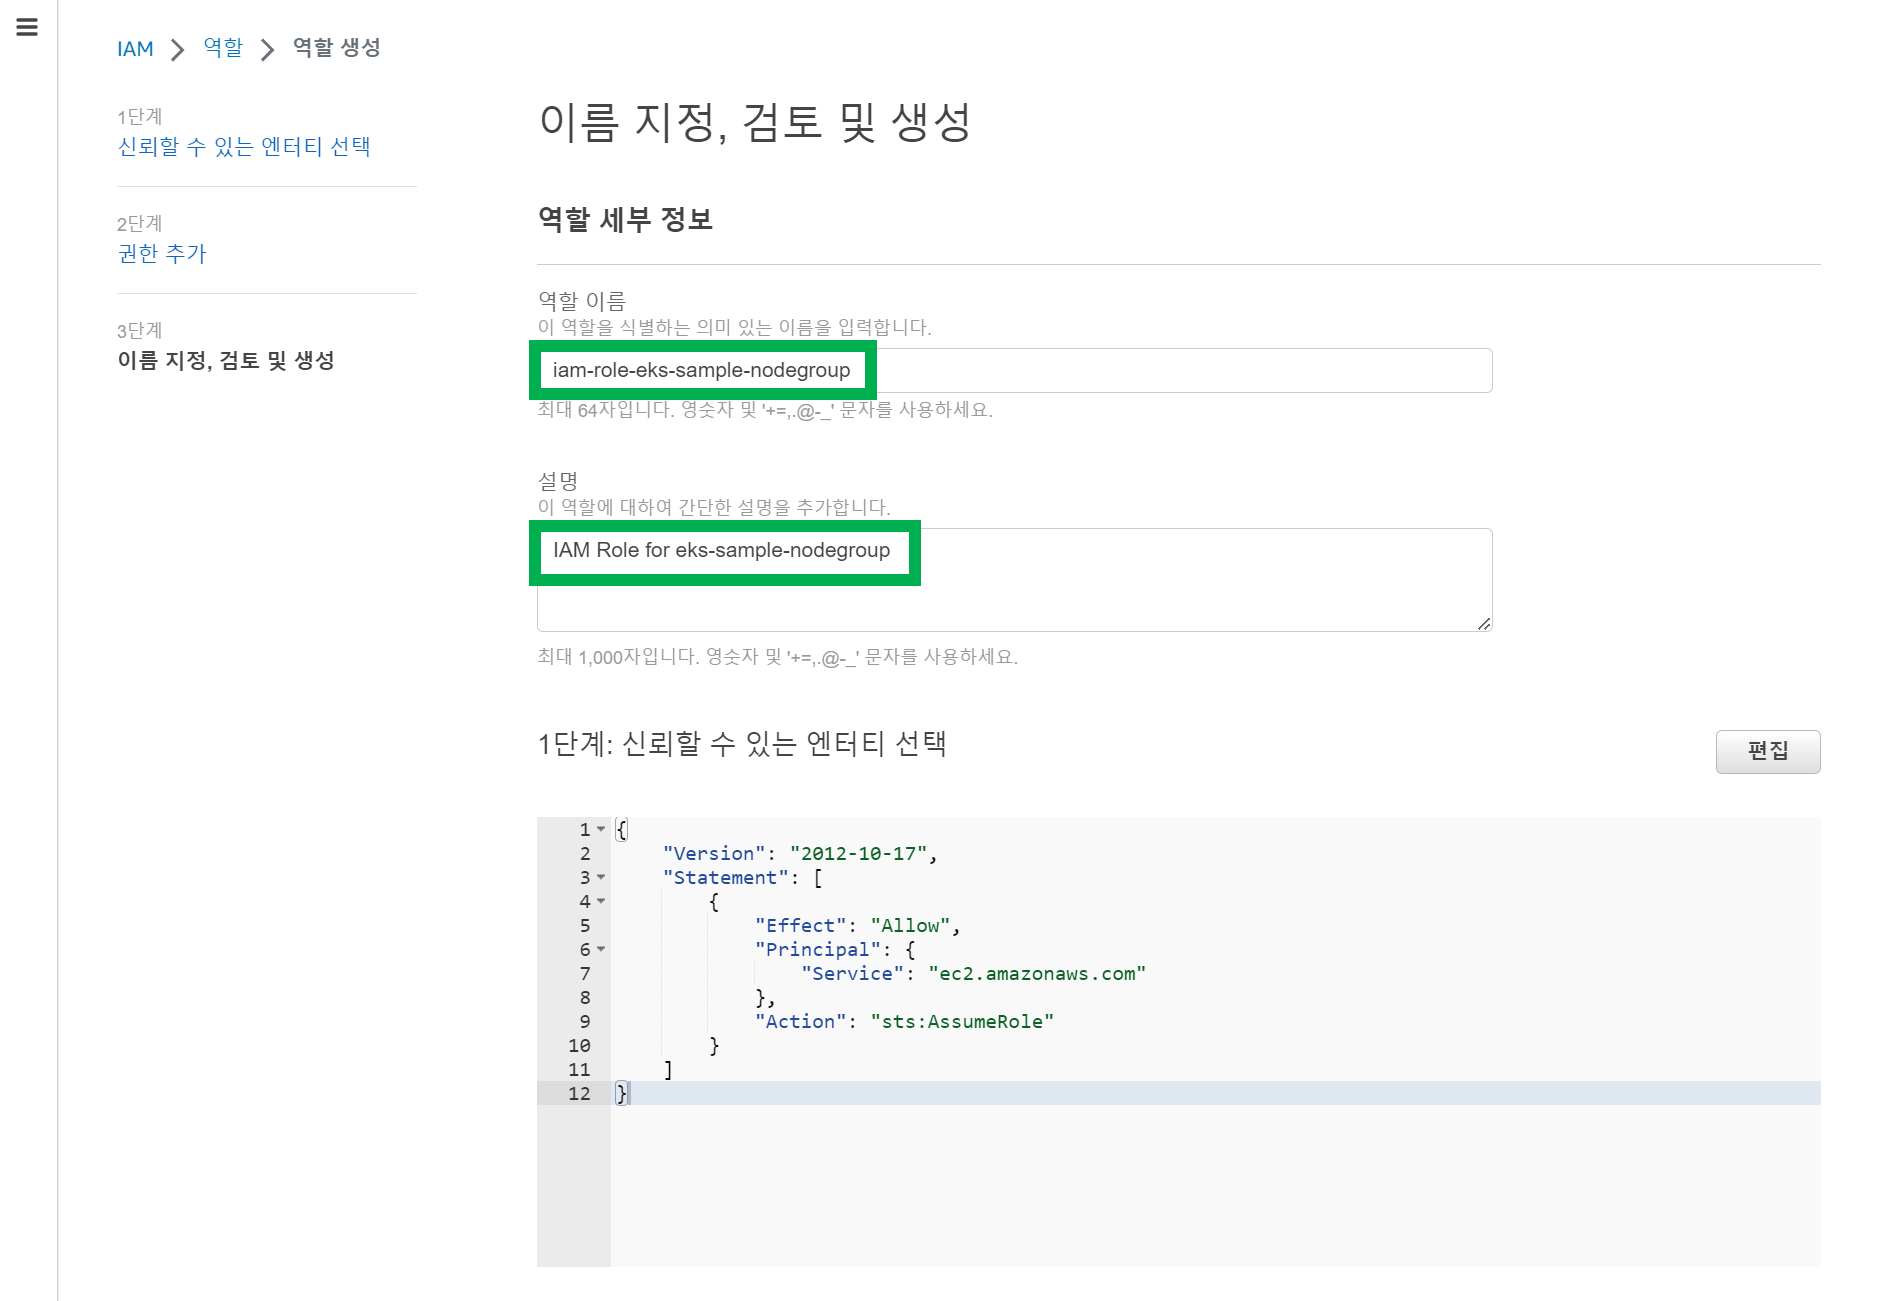 IAM > 역할 > 역할 생성
1단계
신뢰할 수 있는 엔터티 선택
2단계
권한 추가
3단계
이름 지정, 검토 및 생성
이름 지정, 검토 및 생성
역할 세부 정보
역할 이름
이 역할을 식별하는 의미 있는 이름을 입력합니다.
iam-role-eks-sample-nodegroup
최대 64자입니다. 영숫자 및 '+=,.@-_' 문자를 사용하세요.
설명
이 역할에 대하여 간단한 설명을 추가합니다.
IAM Role for eks-sample-nodegroup
최대 1,000자입니다. 영숫자 및 '+=,.@-_' 문자를 사용하세요.
1단계: 신뢰할 수 있는 엔터티 선택
편집
1 {
2     "Version": "2012-10-17",
3     "Statement": [
4         {
5             "Effect": "Allow",
6             "Principal": {
7                 "Service": "ec2.amazonaws.com"
8             },
9             "Action": "sts:AssumeRole"
10         }
11     ]
12 }